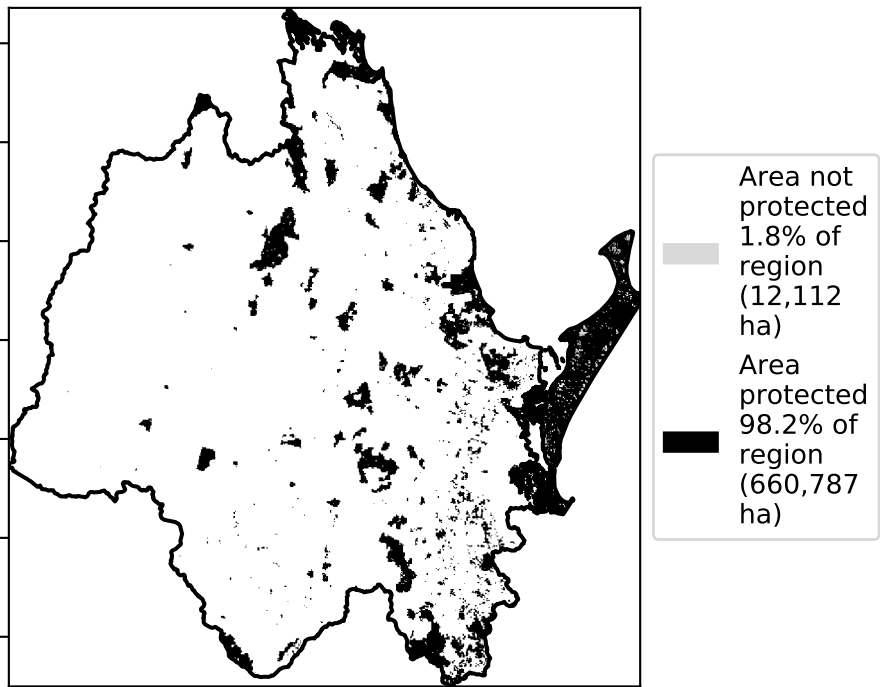 Area not
protected
1.8% of
region
(12,112
ha)
Area
protected
98.2% of
region
(660,787
ha)